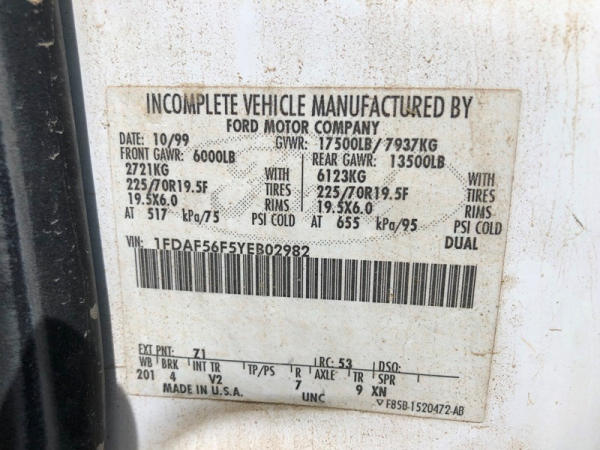 INCOMPLETE VEHICLE MANUFACTURED BY
FORD MOTOR COMPANY
DATE: 10/99 GVWR: 17500LB/ 7937KG
FRONT GAWR: 6000LB REAR GAWR: 13500LB
2721KG WITH 6123KG WITH
225/70R19.5F TIRES 225/70R19.5F TIRES
19.5X6.0 RIMS 19.5X6.0 RIMS
AT 517 kPa/75 PSI COLD AT 655 kPa/95 PSI COLD
DUAL
VIN: 1FDAF56F5YEB02982
EXT PNT: Z1 RC: 53 DSO:
WB BRK INT TR TP/PS R AXLE TR SPR
201 4 V2 7 9 XN
MADE IN U.S.A. UNC
F85B-1520472-AB